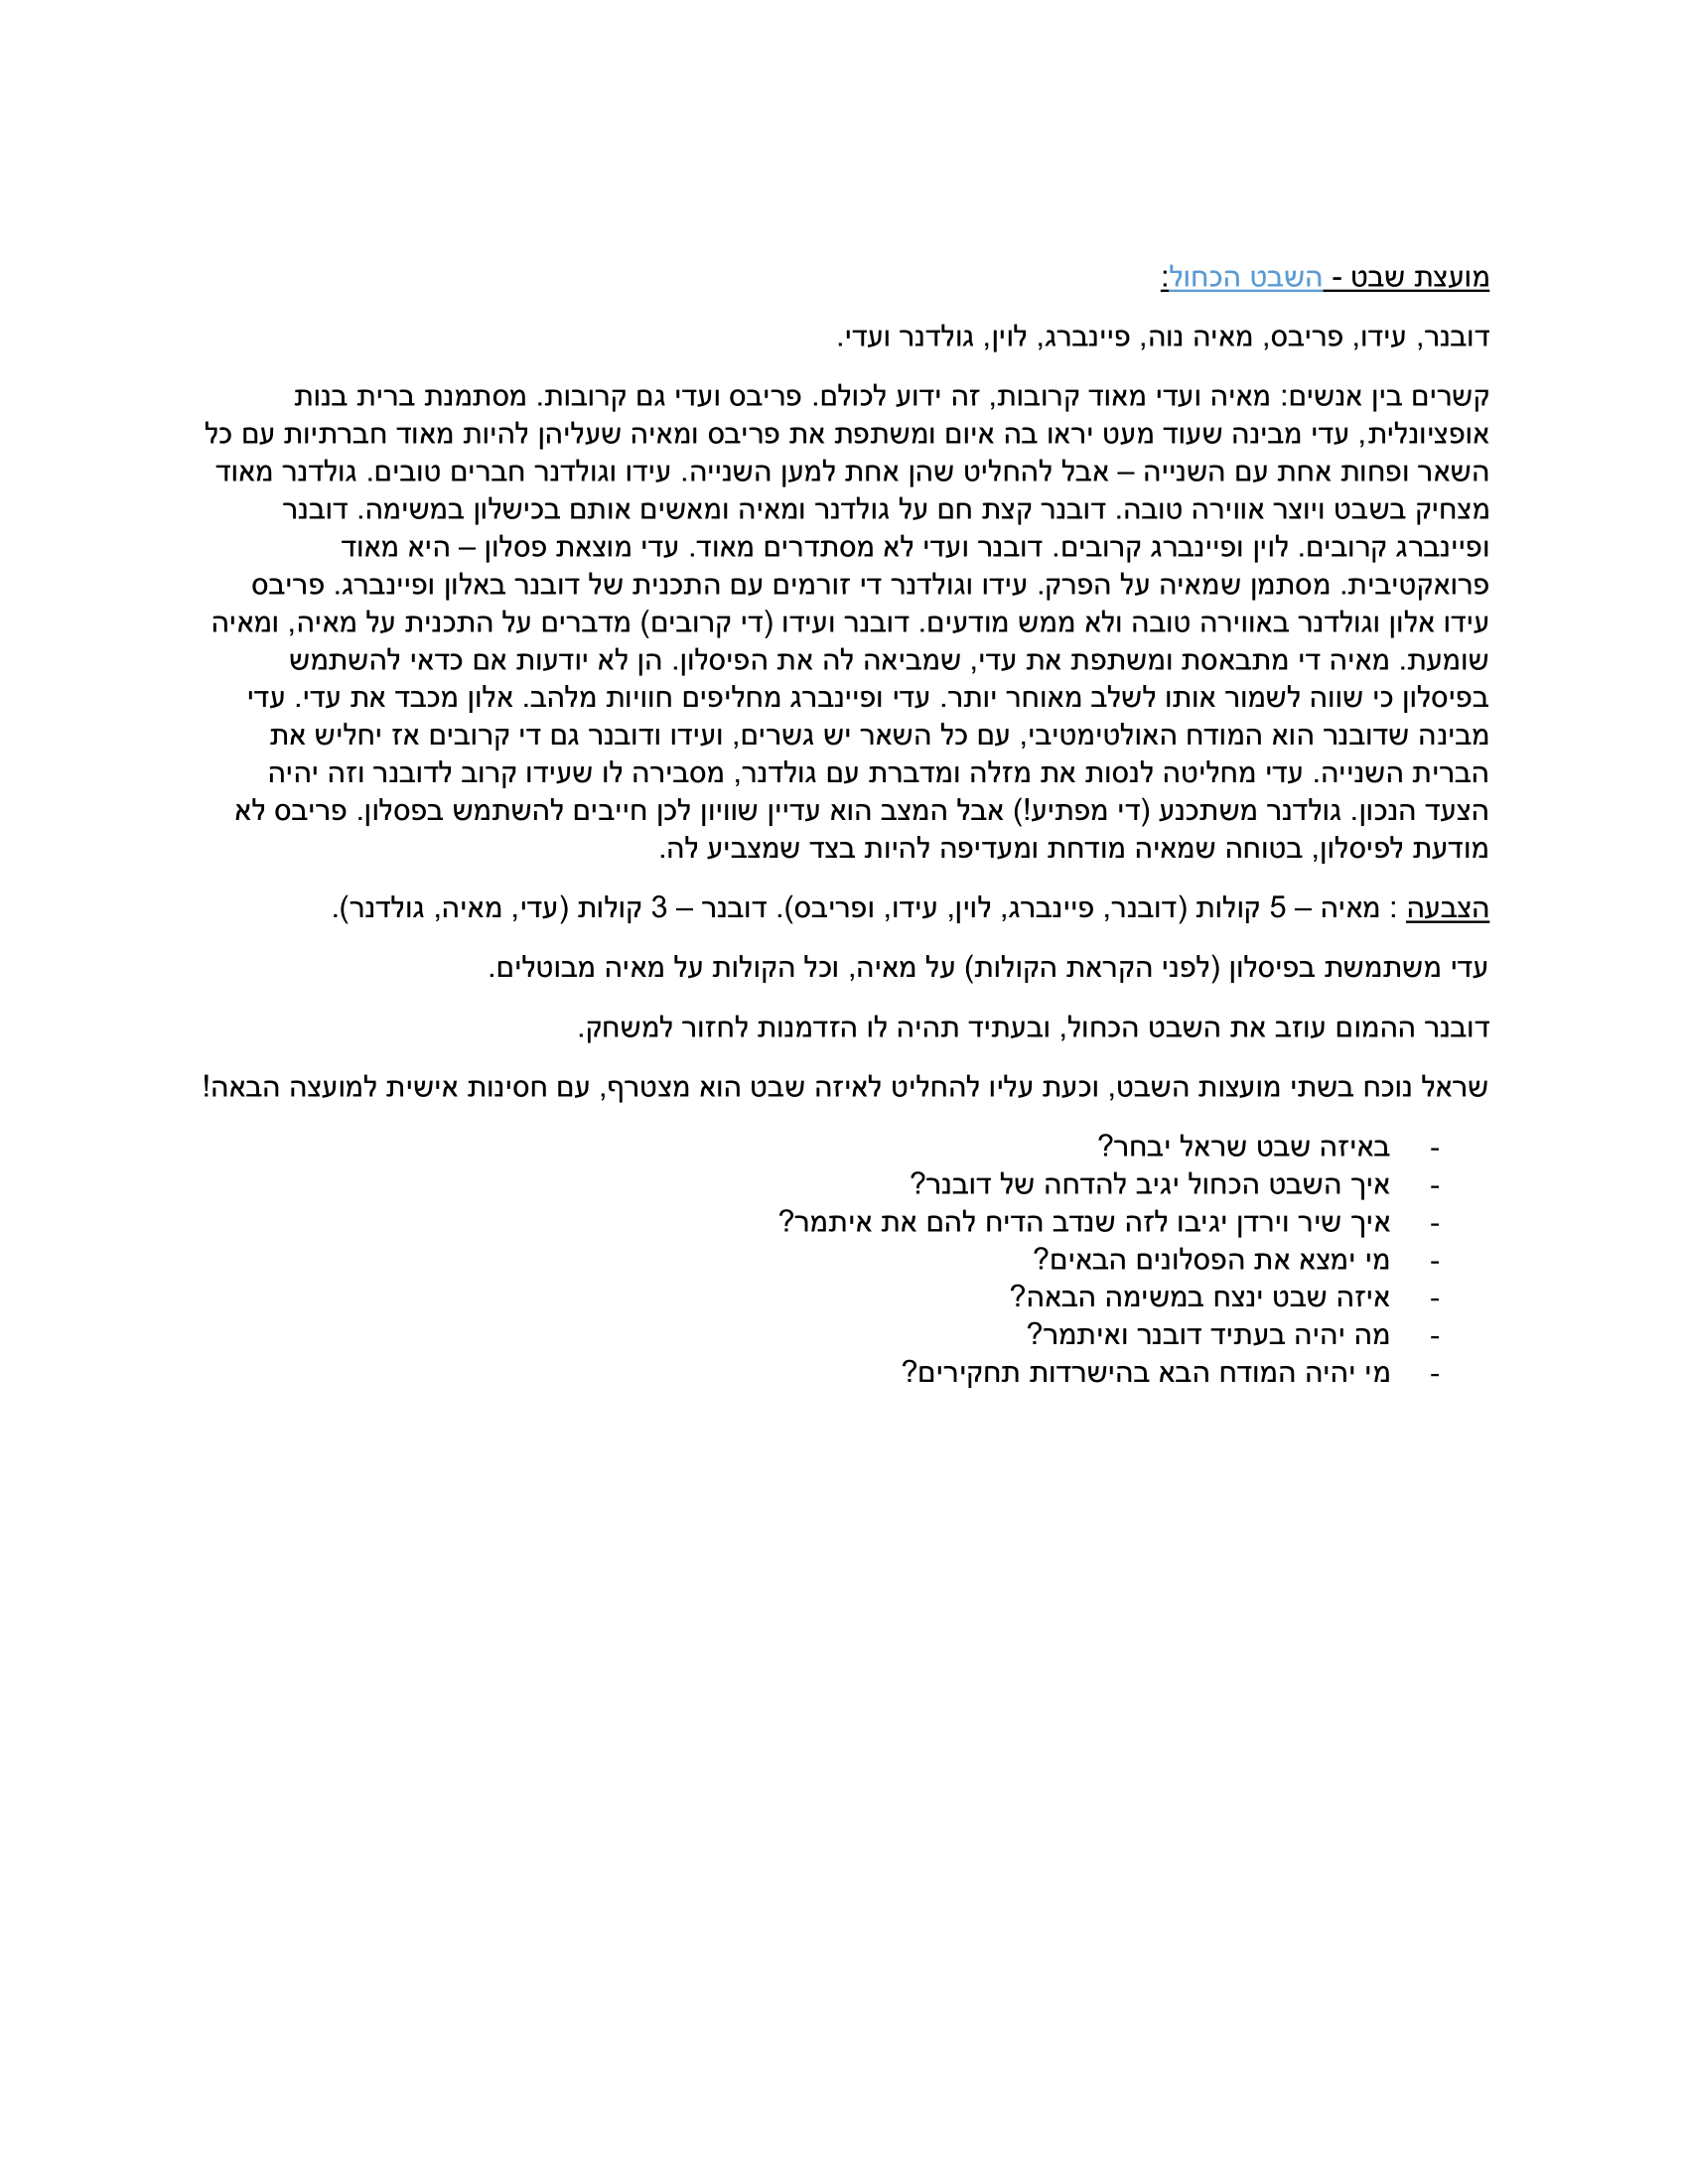 מועצת שבט - השבט הכחול:
דובנר, עידו, פריבס, מאיה נוה, פיינברג, לוין, גולדנר ועדי.
קשרים בין אנשים: מאיה ועדי מאוד קרובות, זה ידוע לכולם. פריבס ועדי גם קרובות. מסתמנת ברית בנות
אופציונלית, עדי מבינה שעוד מעט יראו בה איום ומשתפת את פריבס ומאיה שעליהן להיות מאוד חברתיות עם כל
השאר ופחות אחת עם השנייה – אבל להחליט שהן אחת למען השנייה. עידו וגולדנר חברים טובים. גולדנר מאוד
מצחיק בשבט ויוצר אווירה טובה. דובנר קצת חם על גולדנר ומאיה ומאשים אותם בכישלון במשימה. דובנר
ופיינברג קרובים. לוין ופיינברג קרובים. דובנר ועדי לא מסתדרים מאוד. עדי מוצאת פסלון – היא מאוד
פרואקטיבית. מסתמן שמאיה על הפרק. עידו וגולדנר די זורמים עם התכנית של דובנר באלון ופיינברג. פריבס
עידו אלון וגולדנר באווירה טובה ולא ממש מודעים. דובנר ועידו (די קרובים) מדברים על התכנית על מאיה, ומאיה
שומעת. מאיה די מתבאסת ומשתפת את עדי, שמביאה לה את הפיסלון. הן לא יודעות אם כדאי להשתמש
בפיסלון כי שווה לשמור אותו לשלב מאוחר יותר. עדי ופיינברג מחליפים חוויות מלהב. אלון מכבד את עדי. עדי
מבינה שדובנר הוא המודח האולטימטיבי, עם כל השאר יש גשרים, ועידו ודובנר גם די קרובים אז יחליש את
הברית השנייה. עדי מחליטה לנסות את מזלה ומדברת עם גולדנר, מסבירה לו שעידו קרוב לדובנר וזה יהיה
הצעד הנכון. גולדנר משתכנע (די מפתיע!) אבל המצב הוא עדיין שוויון לכן חייבים להשתמש בפסלון. פריבס לא
מודעת לפיסלון, בטוחה שמאיה מודחת ומעדיפה להיות בצד שמצביע לה.
הצבעה : מאיה – 5 קולות (דובנר, פיינברג, לוין, עידו, ופריבס). דובנר – 3 קולות (עדי, מאיה, גולדנר).
עדי משתמשת בפיסלון (לפני הקראת הקולות) על מאיה, וכל הקולות על מאיה מבוטלים.
דובנר ההמום עוזב את השבט הכחול, ובעתיד תהיה לו הזדמנות לחזור למשחק.
שראל נוכח בשתי מועצות השבט, וכעת עליו להחליט לאיזה שבט הוא מצטרף, עם חסינות אישית למועצה הבאה!
- באיזה שבט שראל יבחר?
- איך השבט הכחול יגיב להדחה של דובנר?
- איך שיר וירדן יגיבו לזה שנדב הדיח להם את איתמר?
- מי ימצא את הפסלונים הבאים?
- איזה שבט ינצח במשימה הבאה?
- מה יהיה בעתיד דובנר ואיתמר?
- מי יהיה המודח הבא בהישרדות תחקירים?